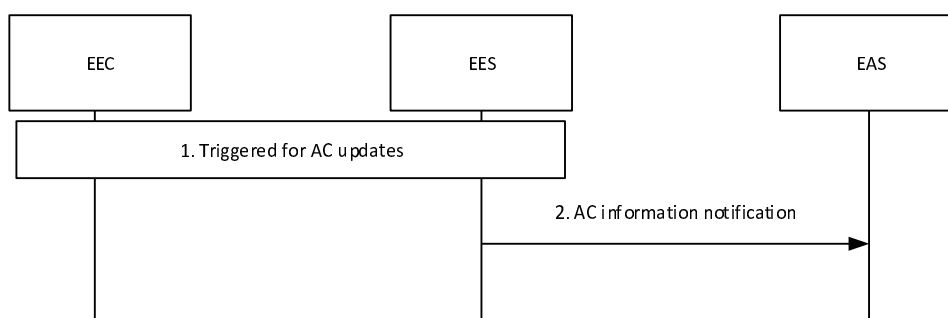 EEC
EES
EAS
1. Triggered for AC updates
2. AC information notification